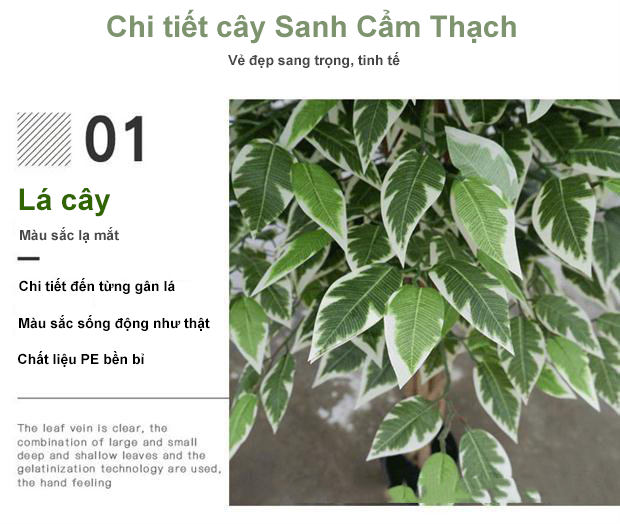 Chi tiết cây Sanh Cẩm Thạch
Vẻ đẹp sang trọng, tinh tế
01
Lá cây
Màu sắc lạ mắt
Chi tiết đến từng gân lá
Màu sắc sống động như thật
Chất liệu PE bền bỉ
The leaf vein is clear, the
combination of large and small
deep and shallow leaves and the
gelatinization technology are used,
the hand feeling